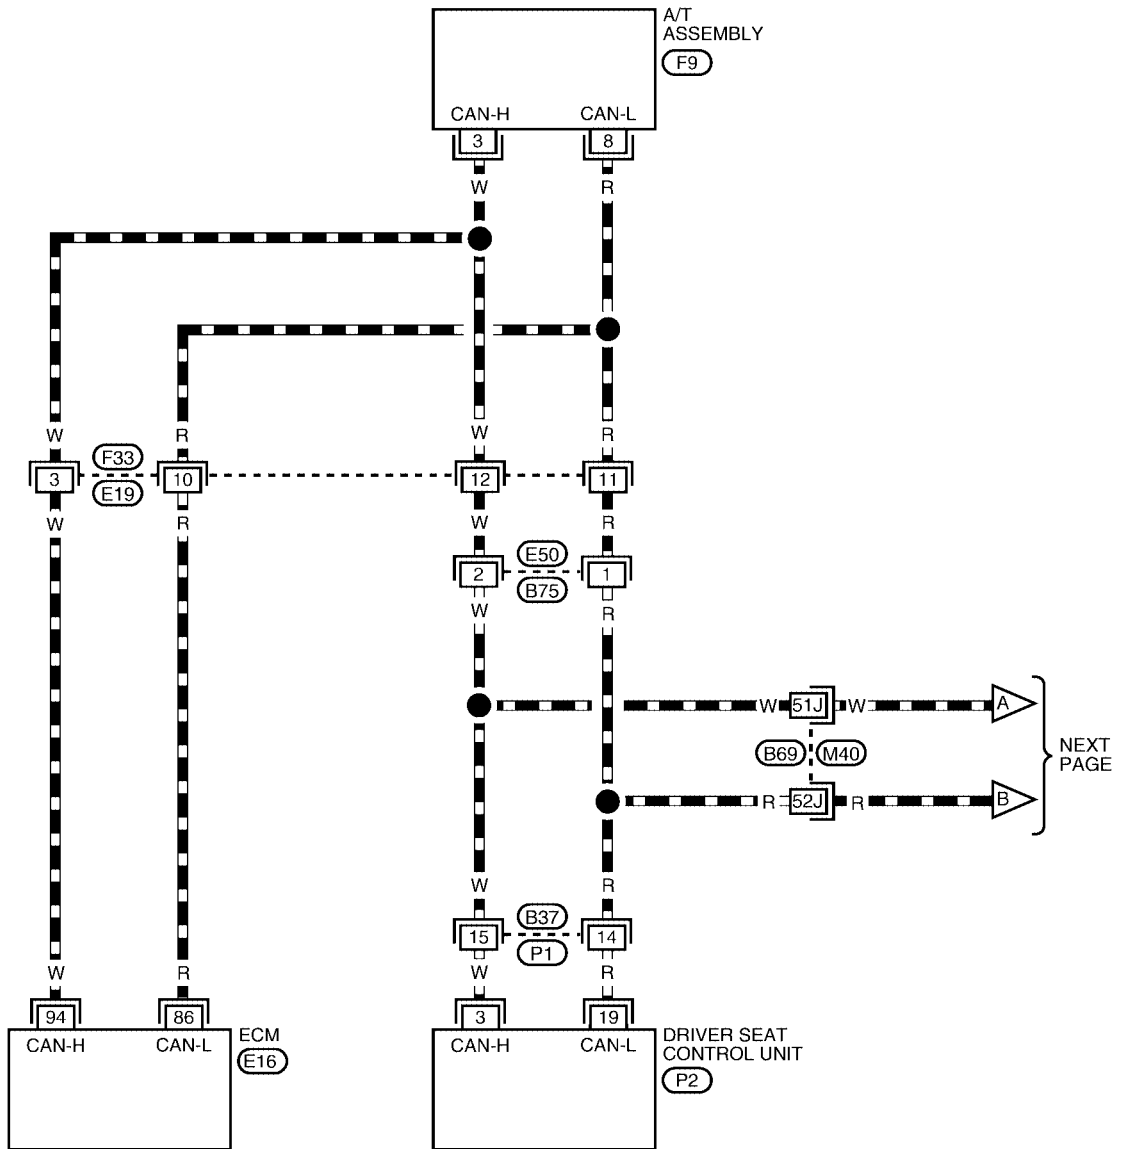 A/T
ASSEMBLY
F9
CAN-H CAN-L
3 8
W R
W R W R
F33
3 10 12 11
E19
W R W R
E50
2 1
B75
W R
W 51J W A
B69 M40
NEXT
PAGE
R 52J R B
W R
B37
15 14
P1
W R W R
94 86 3 19
ECM
CAN-H CAN-L
E16
DRIVER SEAT
CONTROL UNIT
CAN-H CAN-L
P2